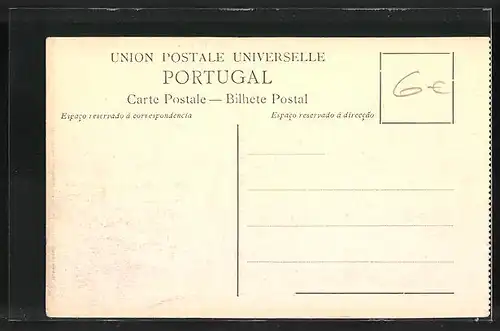 UNION POSTALE UNIVERSELLE
PORTUGAL
Carte Postale — Bilhete Postal
Espaço reservado á correspondencia
Espaço reservado á direcção
6€